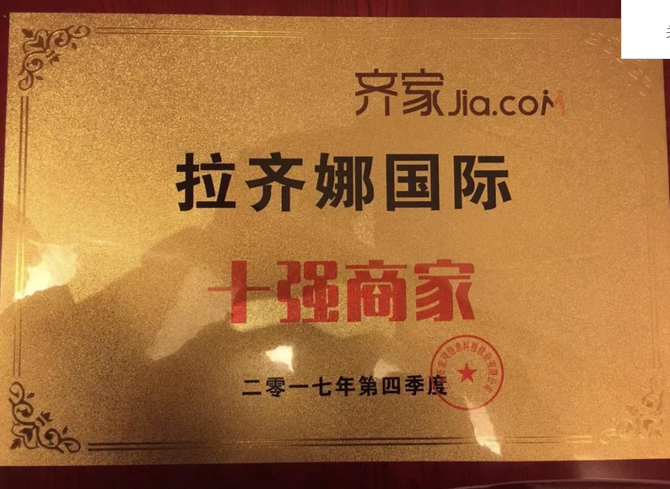 齐家Jia.coM
拉齐娜国际
十强商家
二零一七年第四季度